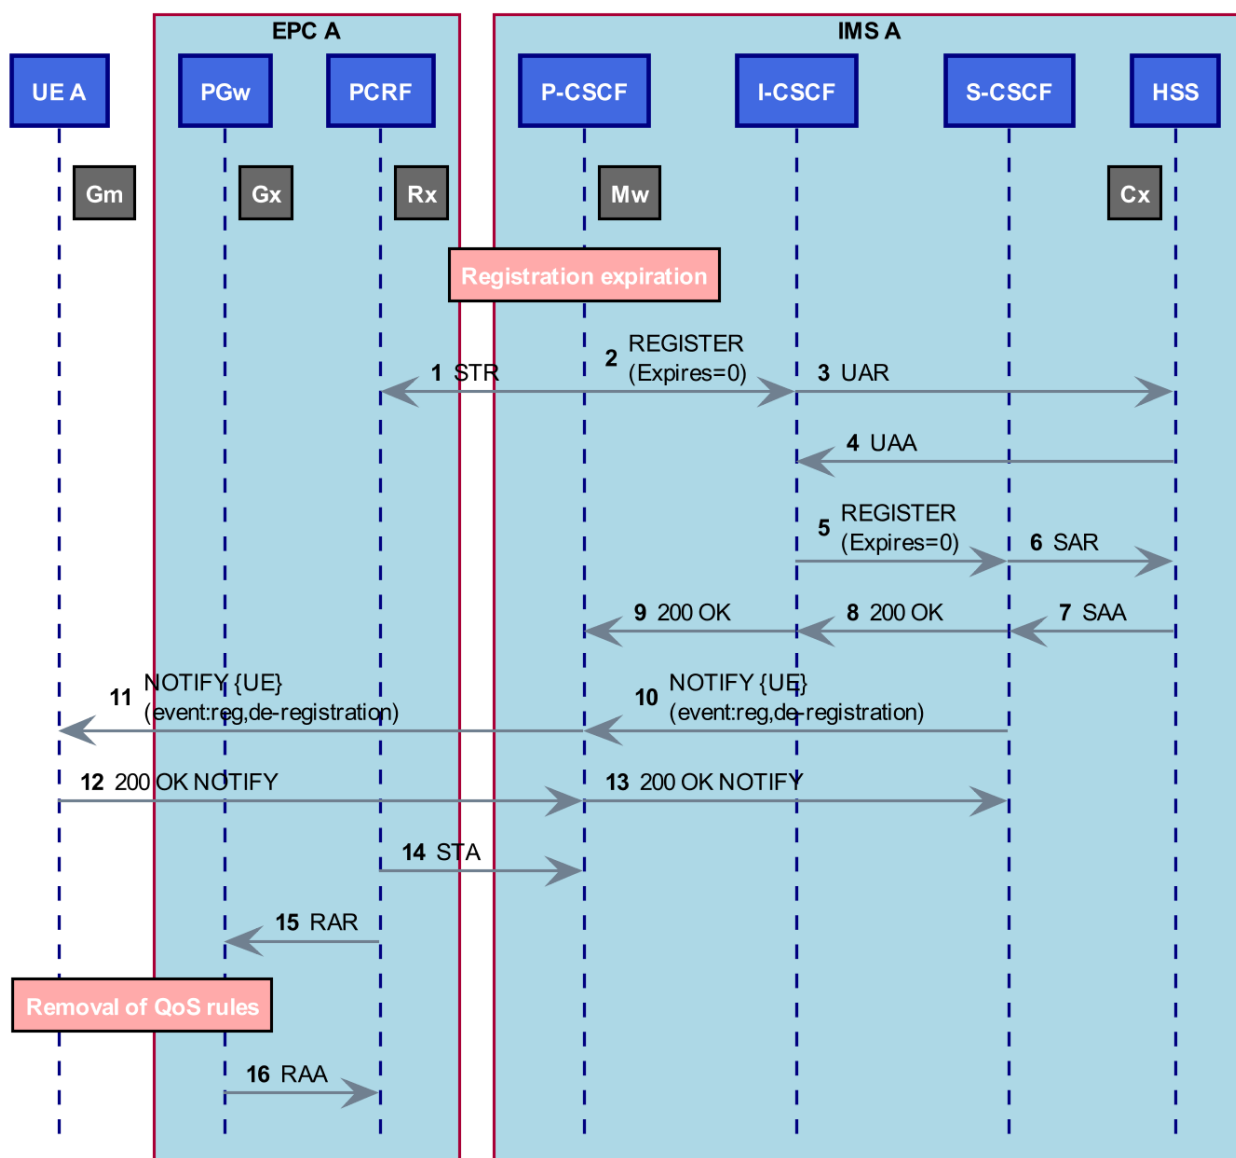 EPC A
IMS A
UE A
PGw
PCRF
P-CSCF
I-CSCF
S-CSCF
HSS
Gm
Gx
Rx
Mw
Cx
Registration expiration
1 STR
2 REGISTER
(Expires=0)
3 UAR
4 UAA
5 REGISTER
(Expires=0)
6 SAR
9 200 OK
8 200 OK
7 SAA
11 NOTIFY {UE}
(event:reg,de-registration)
10 NOTIFY {UE}
(event:reg,de-registration)
12 200 OK NOTIFY
13 200 OK NOTIFY
14 STA
15 RAR
Removal of QoS rules
16 RAA